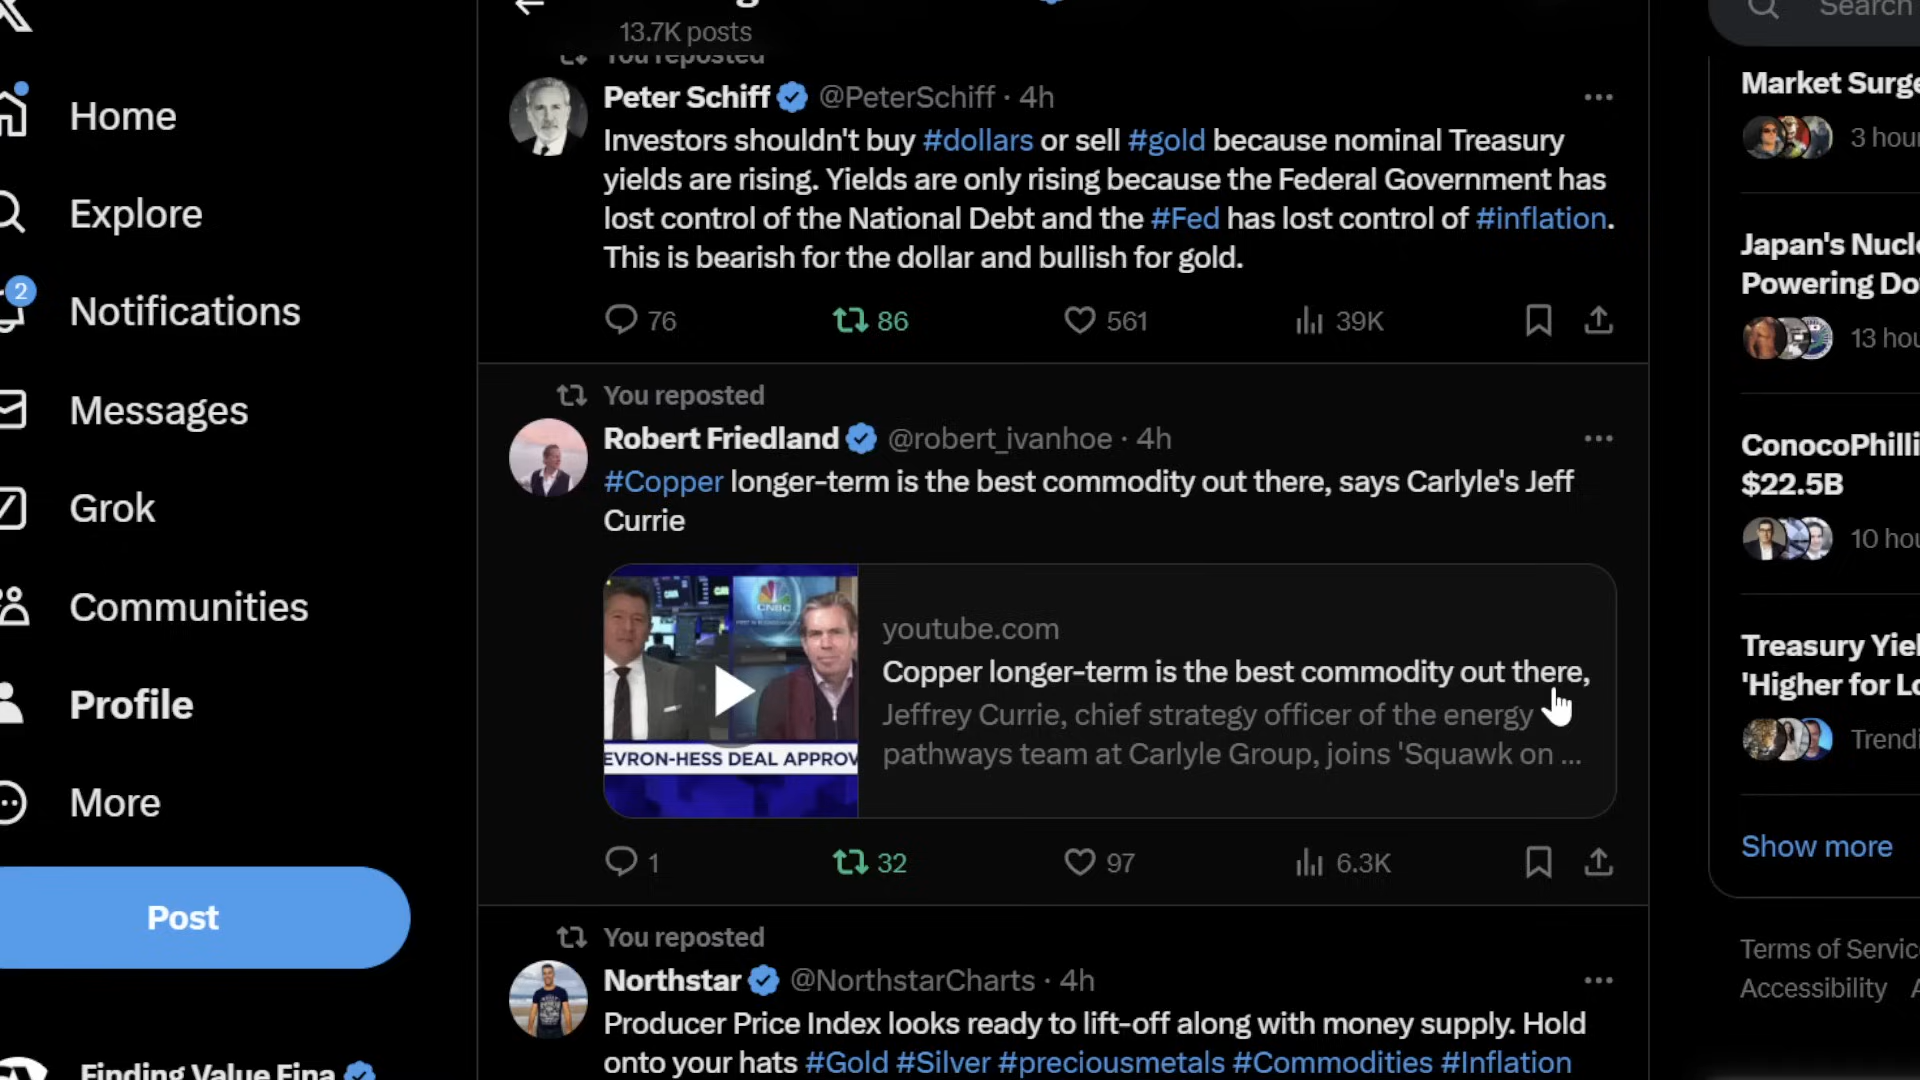 13.7K posts
You reposted
Peter Schiff @PeterSchiff · 4h
Investors shouldn't buy #dollars or sell #gold because nominal Treasury
yields are rising. Yields are only rising because the Federal Government has
lost control of the National Debt and the #Fed has lost control of #inflation.
This is bearish for the dollar and bullish for gold.
76 86 561 39K
You reposted
Robert Friedland @robert_ivanhoe · 4h
#Copper longer-term is the best commodity out there, says Carlyle's Jeff
Currie
CNBC
EVRON-HESS DEAL APPROV
youtube.com
Copper longer-term is the best commodity out there,
Jeffrey Currie, chief strategy officer of the energy
pathways team at Carlyle Group, joins 'Squawk on ...
1 32 97 6.3K
You reposted
Northstar @NorthstarCharts · 4h
Producer Price Index looks ready to lift-off along with money supply. Hold
onto your hats #Gold #Silver #preciousmetals #Commodities #Inflation
Home
Explore
2
Notifications
Messages
Grok
Communities
Profile
More
Post
Finding Value Fina
Search
Market Surge
3 hou
Japan's Nucle
Powering Do
13 hou
ConocoPhilli
$22.5B
10 hou
Treasury Yiel
'Higher for Lo
Trendi
Show more
Terms of Servic
Accessibility A